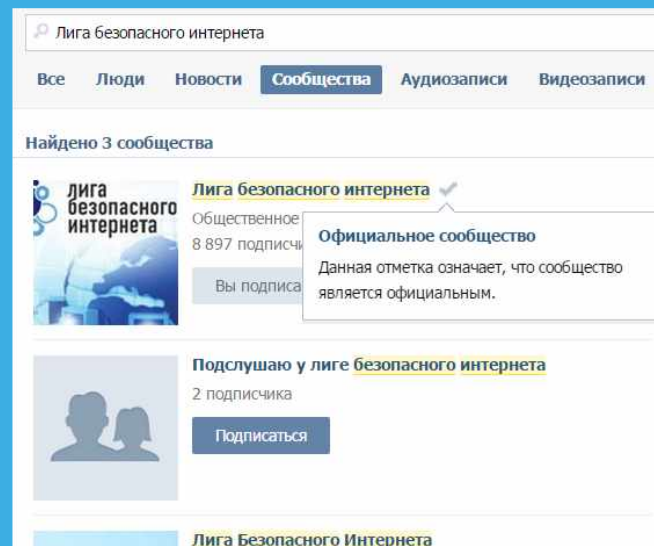 Лига безопасного интернета
Все Люди Новости Сообщества Аудиозаписи Видеозаписи
Найдено 3 сообщества
лига
безопасного
интернета
Лига безопасного интернета
Общественное
8 897 подписчи
Вы подписа
Официальное сообщество
Данная отметка означает, что сообщество
является официальным.
Подслушаю у лиге безопасного интернета
2 подписчика
Подписаться
Лига Безопасного Интернета